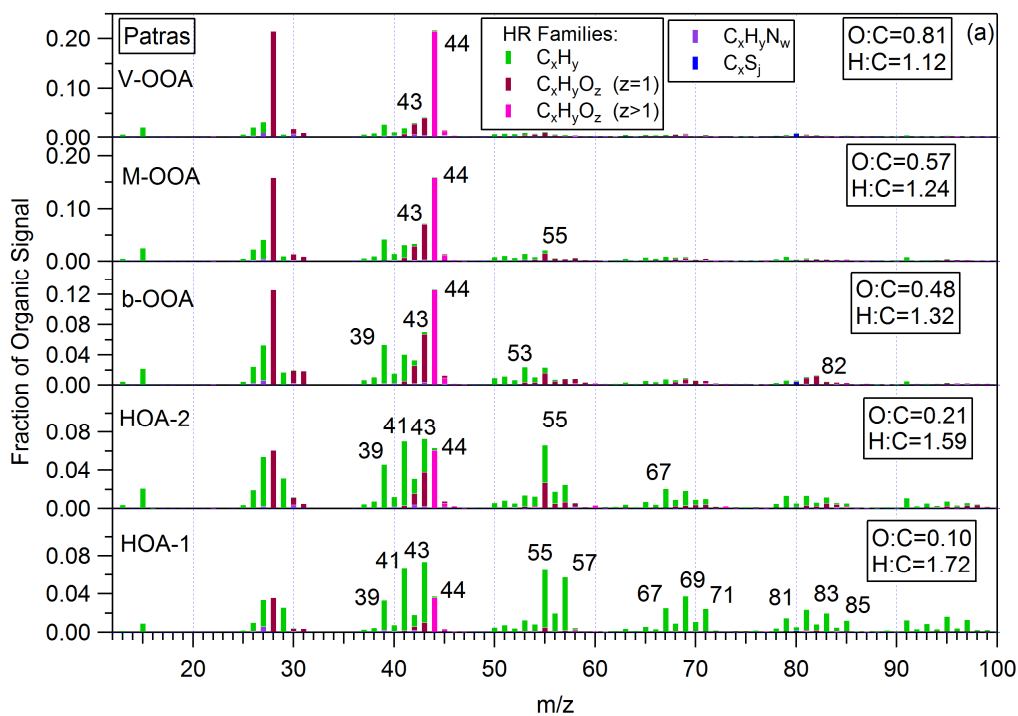 Patras
HR Families:
CxHy
CxHyOz (z=1)
CxHyOz (z>1)
CxHyNw
CxSj
(a)
V-OOA
0.20
0.10
0.00
43
44
O:C=0.81
H:C=1.12
M-OOA
0.20
0.10
0.00
43
44
55
O:C=0.57
H:C=1.24
b-OOA
0.12
0.08
0.04
0.00
39
43
44
53
82
O:C=0.48
H:C=1.32
HOA-2
0.08
0.04
0.00
39
41
43
44
55
67
O:C=0.21
H:C=1.59
HOA-1
0.08
0.04
0.00
39
41
43
44
55
57
67
69
71
81
83
85
O:C=0.10
H:C=1.72
Fraction of Organic Signal
20 30 40 50 60 70 80 90 100
m/z